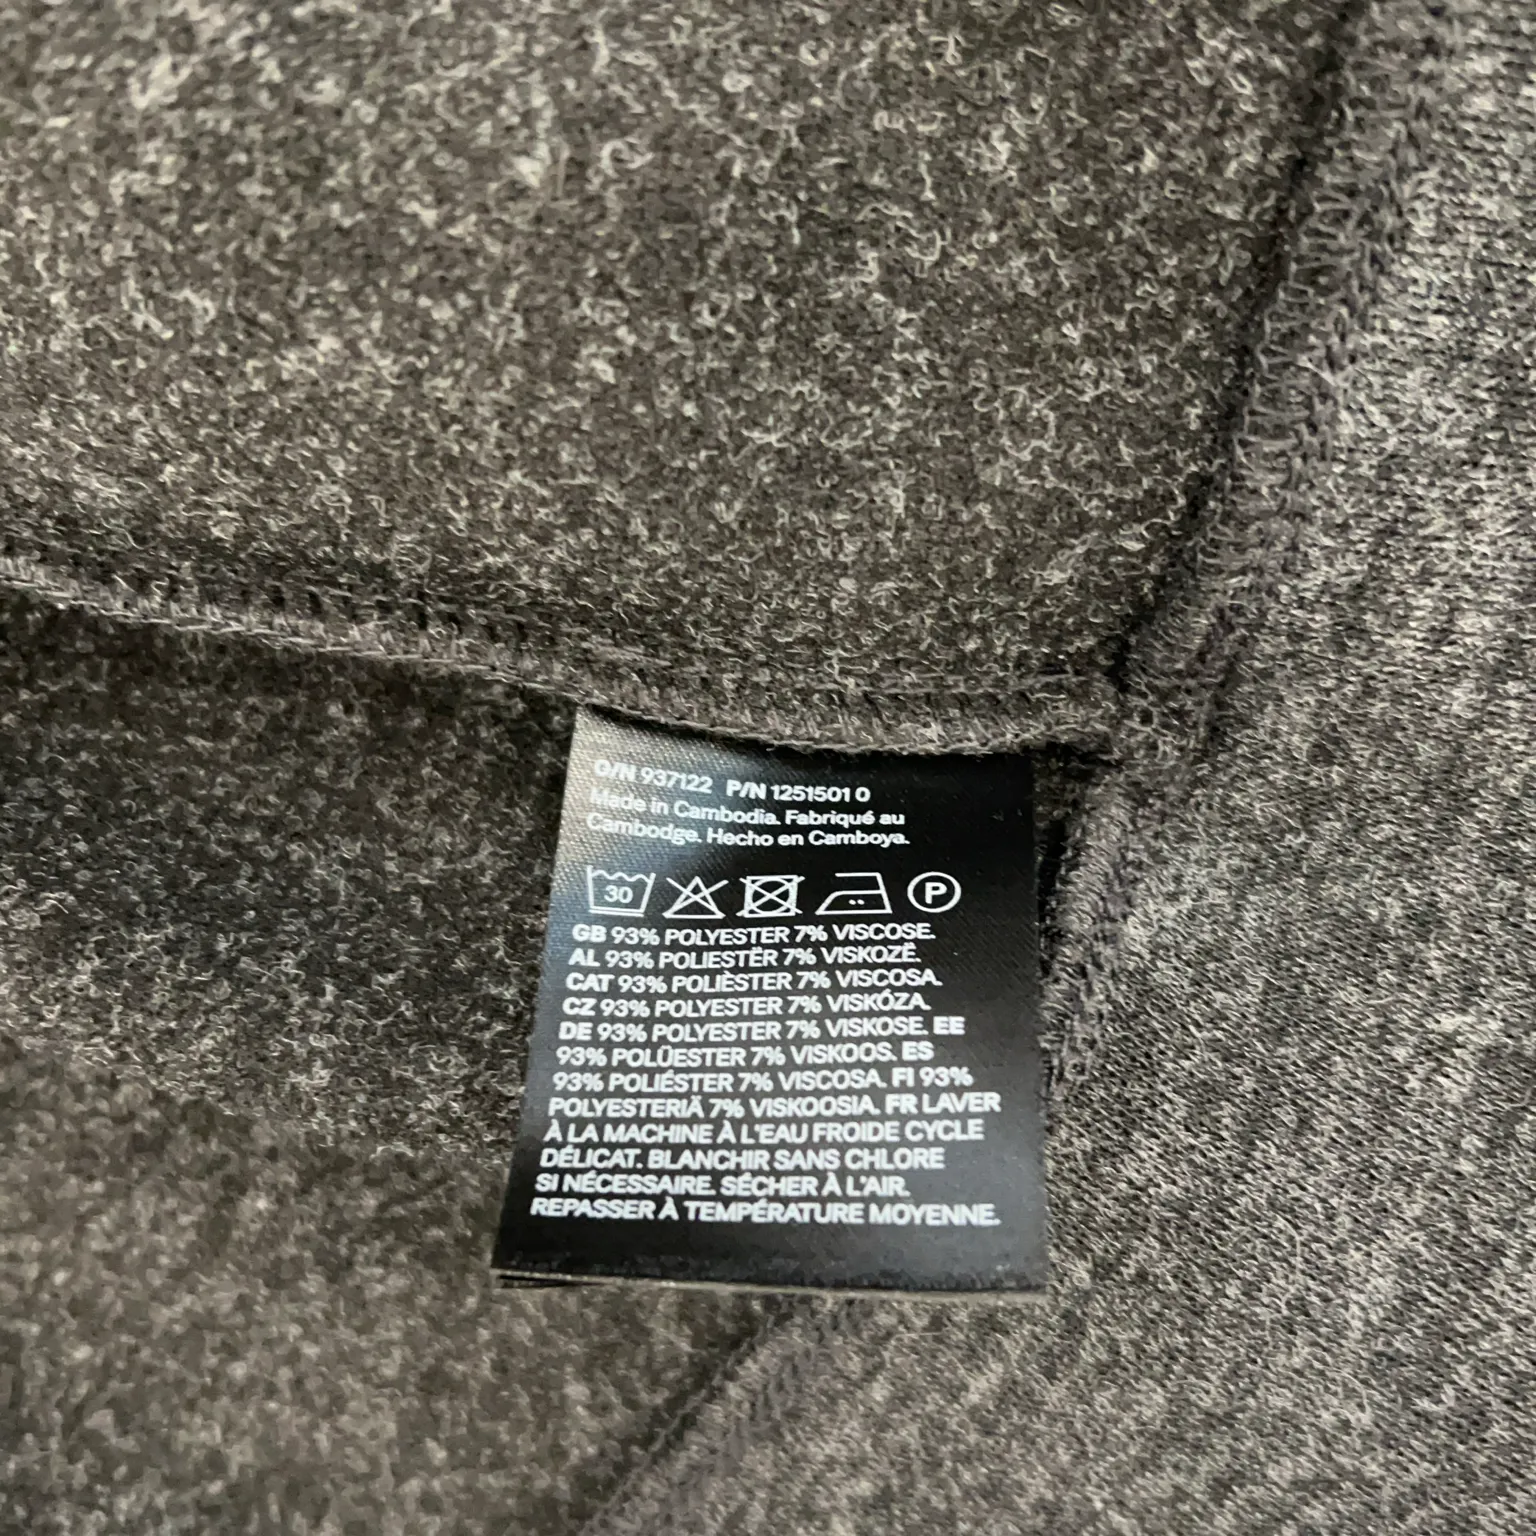 O/N 937122 P/N 1251501 0
Made in Cambodia. Fabriqué au
Cambodge. Hecho en Camboya.
30 P
GB 93% POLYESTER 7% VISCOSE.
AL 93% POLIESTËR 7% VISKOZË.
CAT 93% POLIÈSTER 7% VISCOSA.
CZ 93% POLYESTER 7% VISKÓZA.
DE 93% POLYESTER 7% VISKOSE. EE
93% POLÜESTER 7% VISKOOS. ES
93% POLIÉSTER 7% VISCOSA. FI 93%
POLYESTERIÄ 7% VISKOOSIA. FR LAVER
À LA MACHINE À L'EAU FROIDE CYCLE
DÉLICAT. BLANCHIR SANS CHLORE
SI NÉCESSAIRE. SÉCHER À L'AIR.
REPASSER À TEMPÉRATURE MOYENNE.